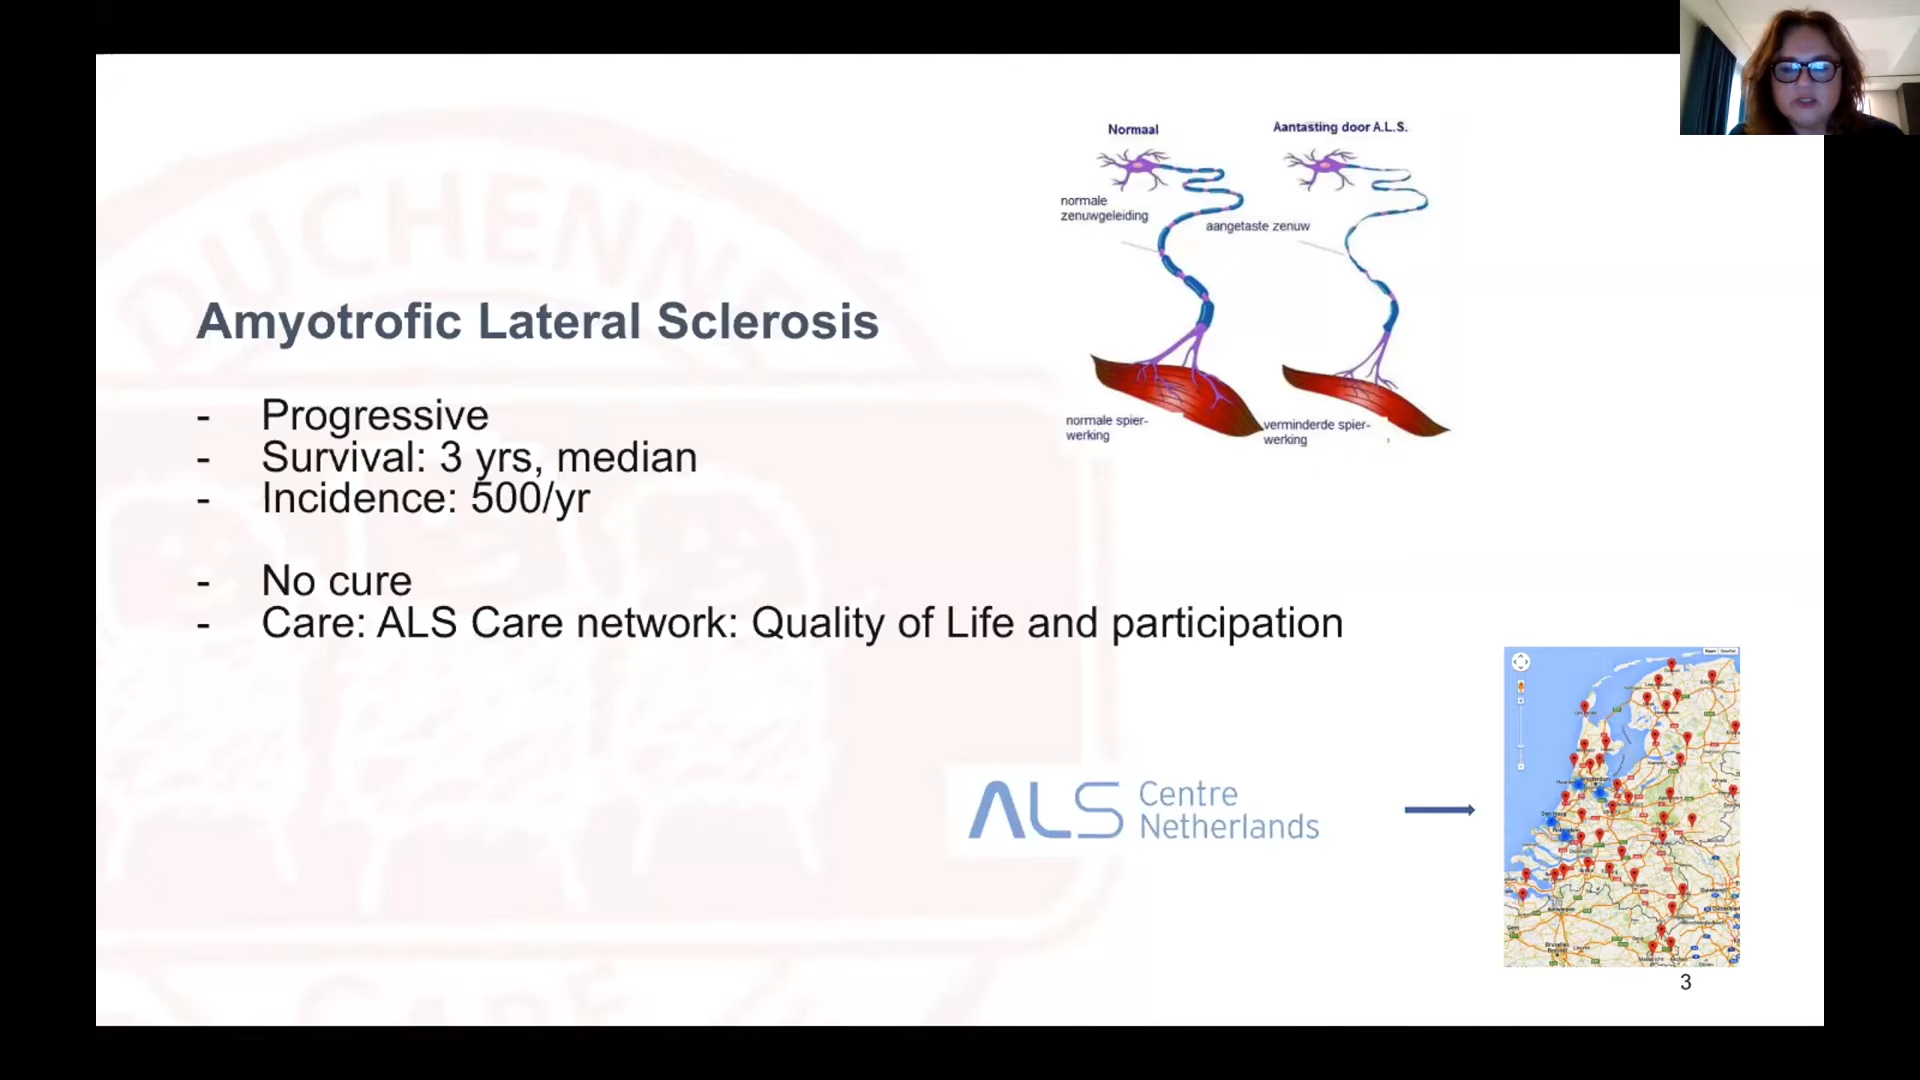 DUCHENNE
Normaal
Aantasting door A.L.S.
normale
zenuwgeleiding
aangetaste zenuw
Amyotrofic Lateral Sclerosis
- Progressive
- Survival: 3 yrs, median
- Incidence: 500/yr
normale spier-
werking
verminderde spier-
werking
- No cure
- Care: ALS Care network: Quality of Life and participation
ALS Centre
Netherlands
CARE
3